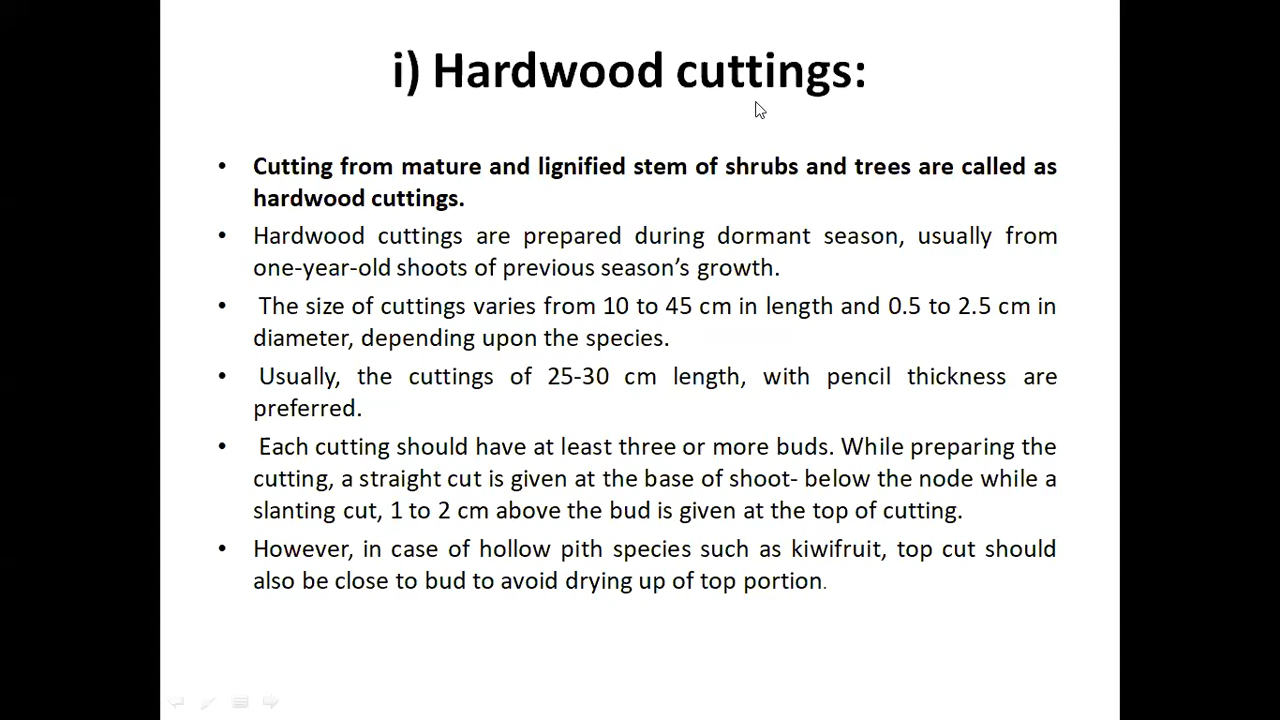 i) Hardwood cuttings:
• Cutting from mature and lignified stem of shrubs and trees are called as
hardwood cuttings.
• Hardwood cuttings are prepared during dormant season, usually from
one-year-old shoots of previous season’s growth.
• The size of cuttings varies from 10 to 45 cm in length and 0.5 to 2.5 cm in
diameter, depending upon the species.
• Usually, the cuttings of 25-30 cm length, with pencil thickness are
preferred.
• Each cutting should have at least three or more buds. While preparing the
cutting, a straight cut is given at the base of shoot- below the node while a
slanting cut, 1 to 2 cm above the bud is given at the top of cutting.
• However, in case of hollow pith species such as kiwifruit, top cut should
also be close to bud to avoid drying up of top portion.